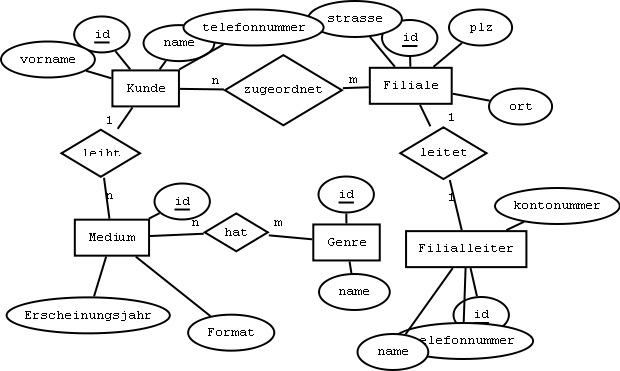 strasse
id
name
telefonnummer
id
plz
vorname
Kunde
n
zugeordnet
m
Filiale
ort
1
1
leiht
leitet
n
id
id
1
kontonummer
Medium
n
hat
m
Genre
Filialleiter
name
Erscheinungsjahr
Format
id
elefonnummer
name